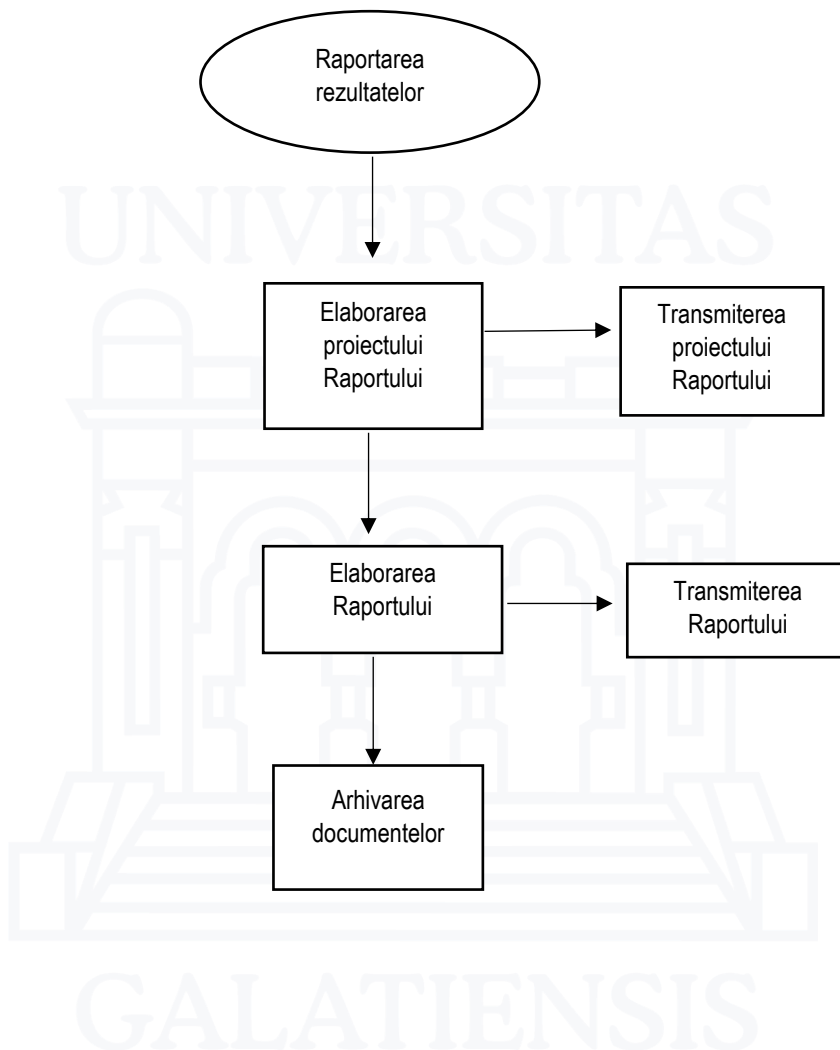 Raportarea
rezultatelor
UNIVERSITAS
Elaborarea
proiectului
Raportului
Transmiterea
proiectului
Raportului
Elaborarea
Raportului
Transmiterea
Raportului
Arhivarea
documentelor
GALATIENSIS